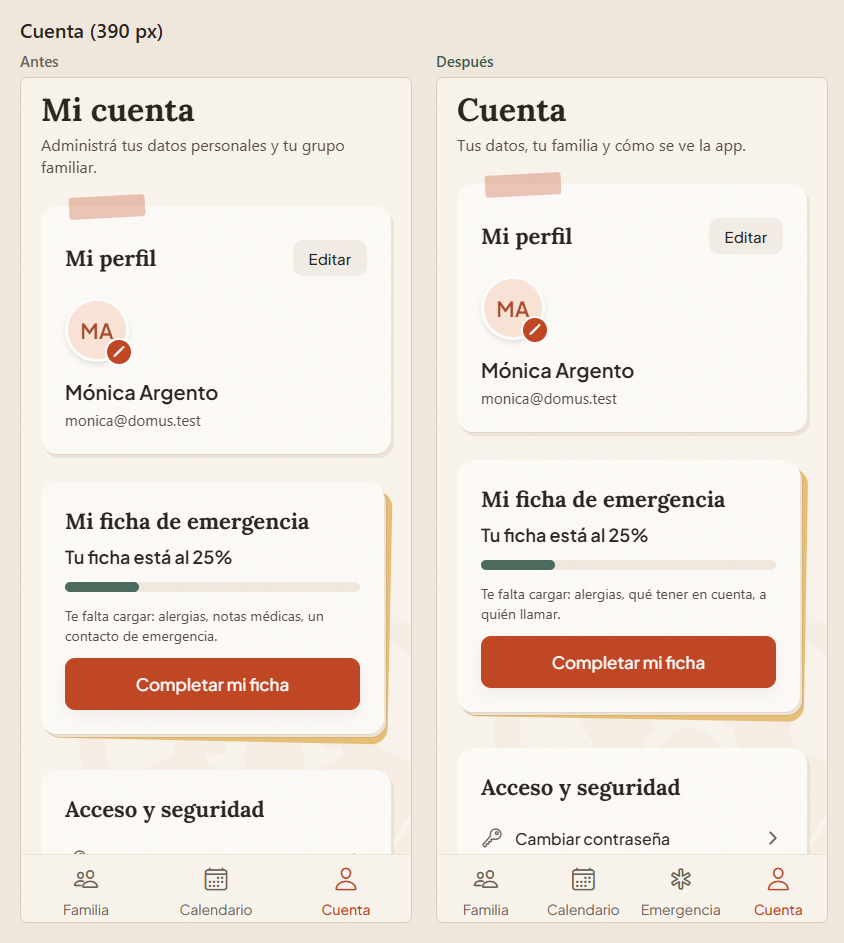 Cuenta (390 px)
Antes
Mi cuenta
Administrá tus datos personales y tu grupo
familiar.
Mi perfil
Editar
MA
Mónica Argento
monica@domus.test
Mi ficha de emergencia
Tu ficha está al 25%
Te falta cargar: alergias, notas médicas, un
contacto de emergencia.
Completar mi ficha
Acceso y seguridad
Familia
Calendario
Cuenta
Después
Cuenta
Tus datos, tu familia y cómo se ve la app.
Mi perfil
Editar
MA
Mónica Argento
monica@domus.test
Mi ficha de emergencia
Tu ficha está al 25%
Te falta cargar: alergias, qué tener en cuenta, a
quién llamar.
Completar mi ficha
Acceso y seguridad
Cambiar contraseña
Familia
Calendario
Emergencia
Cuenta